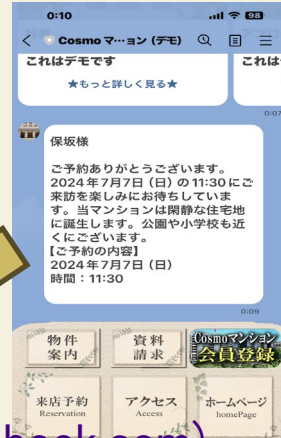 0:10
98
Cosmo マ…ョン (デモ)
これはデモです
これは
★もっと詳しく見る★
0:07
保坂様
ご予約ありがとうございます。
2024年7月7日（日）の11:30にご
来訪を楽しみにお待ちしていま
す。当マンションは閑静な住宅地
に誕生します。公園や小学校も近
くにございます。
【ご予約の内容】
2024年7月7日（日）
時間：11:30
0:09
物件
案内
資料
請求
Cosmoマンション
会員登録
来店予約
Reservation
アクセス
Access
ホームページ
homePage
book.com)